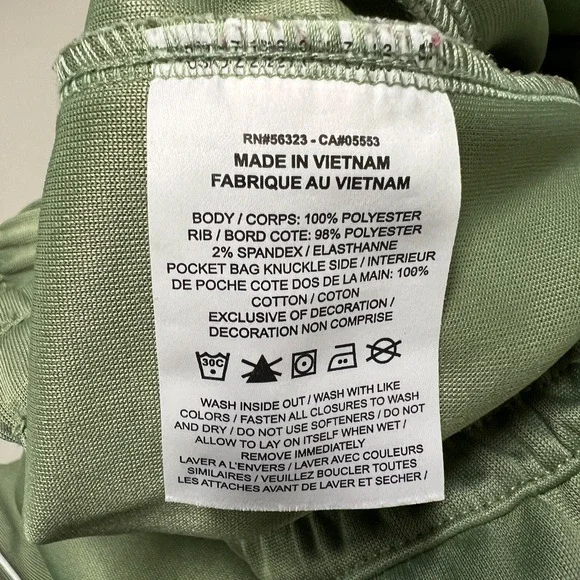 RN#56323 - CA#05553
MADE IN VIETNAM
FABRIQUE AU VIETNAM
BODY / CORPS: 100% POLYESTER
RIB / BORD COTE: 98% POLYESTER
2% SPANDEX / ELASTHANNE
POCKET BAG KNUCKLE SIDE / INTERIEUR
DE POCHE COTE DOS DE LA MAIN: 100%
COTTON / COTON
EXCLUSIVE OF DECORATION /
DECORATION NON COMPRISE
30C
WASH INSIDE OUT / WASH WITH LIKE
COLORS / FASTEN ALL CLOSURES TO WASH
AND DRY / DO NOT USE SOFTENERS / DO NOT
ALLOW TO LAY ON ITSELF WHEN WET /
REMOVE IMMEDIATELY
LAVER A L'ENVERS / LAVER AVEC COULEURS
SIMILAIRES / VEUILLEZ BOUCLER TOUTES
LES ATTACHES AVANT DE LAVER ET SECHER /